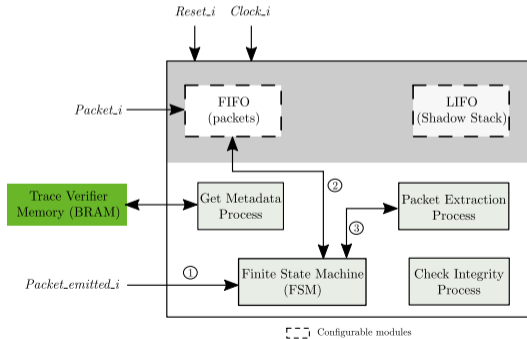 Reset_i
Clock_i
Packet_i
FIFO
(packets)
LIFO
(Shadow Stack)
Trace Verifier
Memory (BRAM)
Get Metadata
Process
②
Packet Extraction
Process
③
Packet_emitted_i
①
Finite State Machine
(FSM)
Check Integrity
Process
Configurable modules